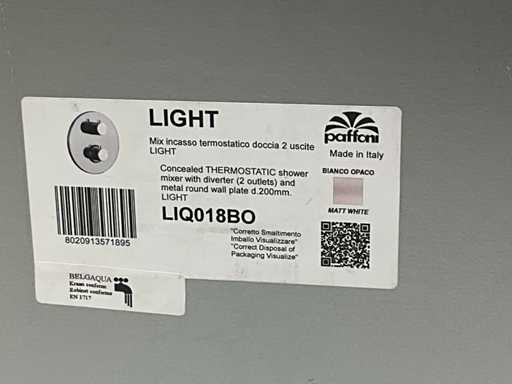 LIGHT
Mix incasso termostatico doccia 2 uscite
LIGHT
Concealed THERMOSTATIC shower
mixer with diverter (2 outlets) and
metal round wall plate d.200mm.
LIGHT
LIQ018BO
"Corretto Smaltimento
Imballo Visualizzare"
"Correct Disposal of
Packaging Visualize"
paffoni
Made in Italy
BIANCO OPACO
MATT WHITE
8020913571895
BELGAQUA
Kraan conform
Robinet conforme
EN 1717